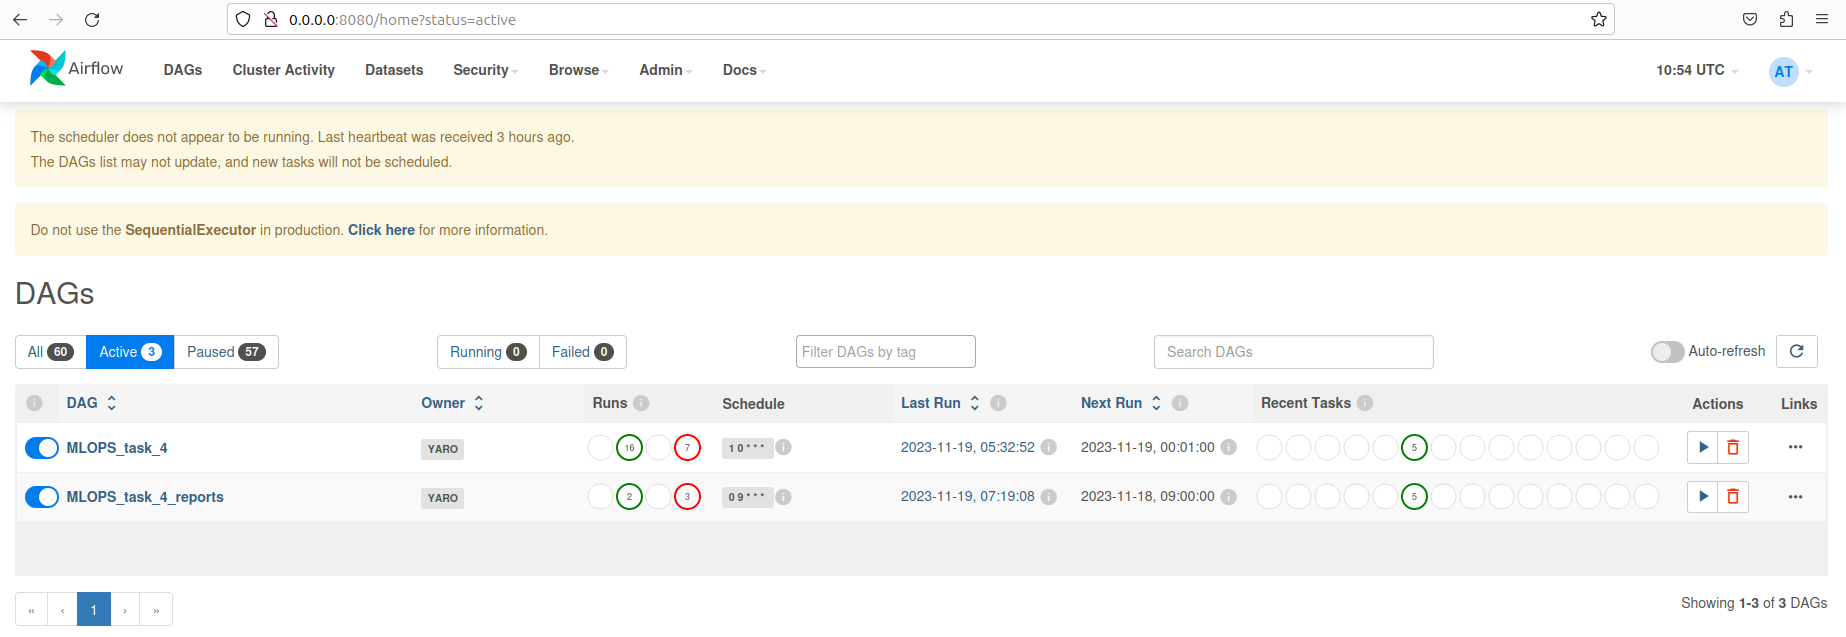 0.0.0.0:8080/home?status=active
Airflow DAGs Cluster Activity Datasets Security Browse Admin Docs 10:54 UTC AT
The scheduler does not appear to be running. Last heartbeat was received 3 hours ago.
The DAGs list may not update, and new tasks will not be scheduled.
Do not use the SequentialExecutor in production. Click here for more information.
DAGs
All 60 Active 3 Paused 57 Running 0 Failed 0 Filter DAGs by tag Search DAGs Auto-refresh
i DAG Owner Runs i Schedule Last Run i Next Run i Recent Tasks i Actions Links
MLOPS_task_4 YARO 16 7 1 0 * * * i 2023-11-19, 05:32:52 i 2023-11-19, 00:01:00 i 5
MLOPS_task_4_reports YARO 2 3 0 9 * * * i 2023-11-19, 07:19:08 i 2023-11-18, 09:00:00 i 5
« ‹ 1 › » Showing 1-3 of 3 DAGs